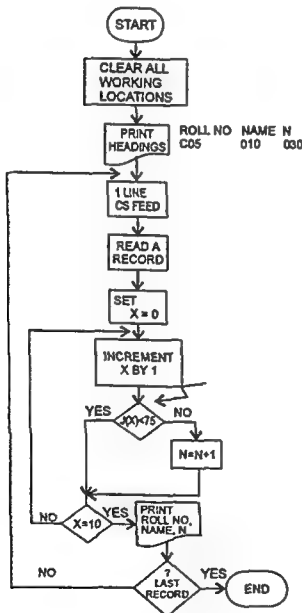 START
CLEAR ALL
WORKING
LOCATIONS
PRINT
HEADINGS
ROLL NO NAME N
C05 010 030
1 LINE
CS FEED
READ A
RECORD
SET
X = 0
INCREMENT
X BY 1
YES
J(X)<75
NO
N=N+1
NO
X=10
YES
PRINT
ROLL NO,
NAME, N
NO
?
LAST
RECORD
YES
END